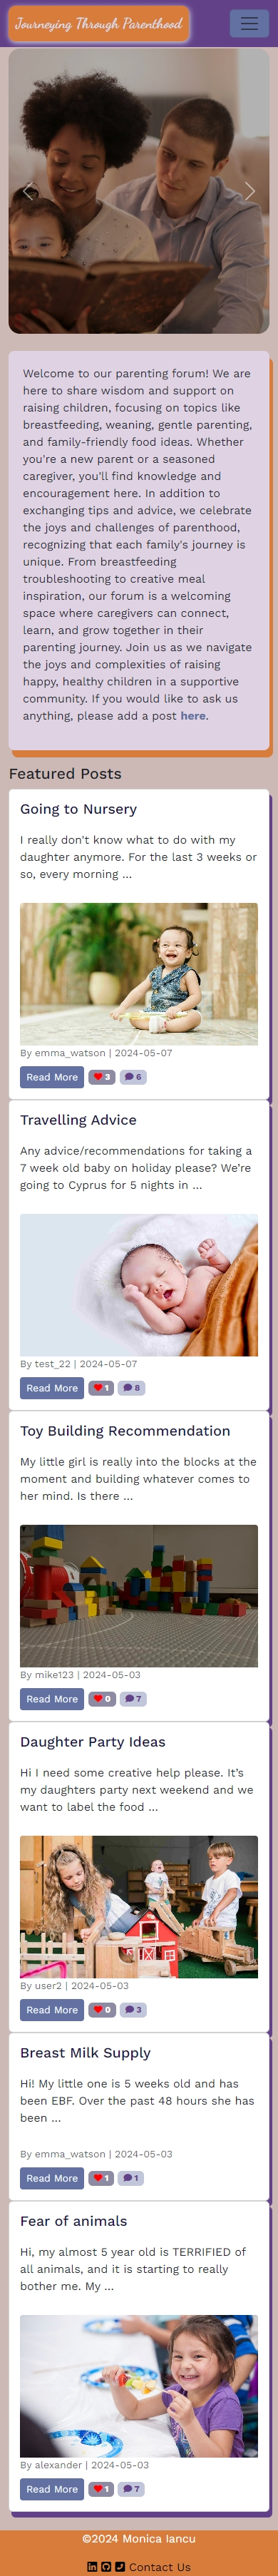 Journeying Through Parenthood
Welcome to our parenting forum! We are
here to share wisdom and support on
raising children, focusing on topics like
breastfeeding, weaning, gentle parenting,
and family-friendly food ideas. Whether
you're a new parent or a seasoned
caregiver, you'll find knowledge and
encouragement here. In addition to
exchanging tips and advice, we celebrate
the joys and challenges of parenthood,
recognizing that each family's journey is
unique. From breastfeeding
troubleshooting to creative meal
inspiration, our forum is a welcoming
space where caregivers can connect,
learn, and grow together in their
parenting journey. Join us as we navigate
the joys and complexities of raising
happy, healthy children in a supportive
community. If you would like to ask us
anything, please add a post here.
Featured Posts
Going to Nursery
I really don't know what to do with my
daughter anymore. For the last 3 weeks or
so, every morning …
By emma_watson | 2024-05-07
Read More 3 6
Travelling Advice
Any advice/recommendations for taking a
7 week old baby on holiday please? We’re
going to Cyprus for 5 nights in …
By test_22 | 2024-05-07
Read More 1 8
Toy Building Recommendation
My little girl is really into the blocks at the
moment and building whatever comes to
her mind. Is there …
By mike123 | 2024-05-03
Read More 0 7
Daughter Party Ideas
Hi I need some creative help please. It’s
my daughters party next weekend and we
want to label the food …
By user2 | 2024-05-03
Read More 0 3
Breast Milk Supply
Hi! My little one is 5 weeks old and has
been EBF. Over the past 48 hours she has
been …
By emma_watson | 2024-05-03
Read More 1 1
Fear of animals
Hi, my almost 5 year old is TERRIFIED of
all animals, and it is starting to really
bother me. My …
By alexander | 2024-05-03
Read More 1 7
©2024 Monica Iancu
Contact Us